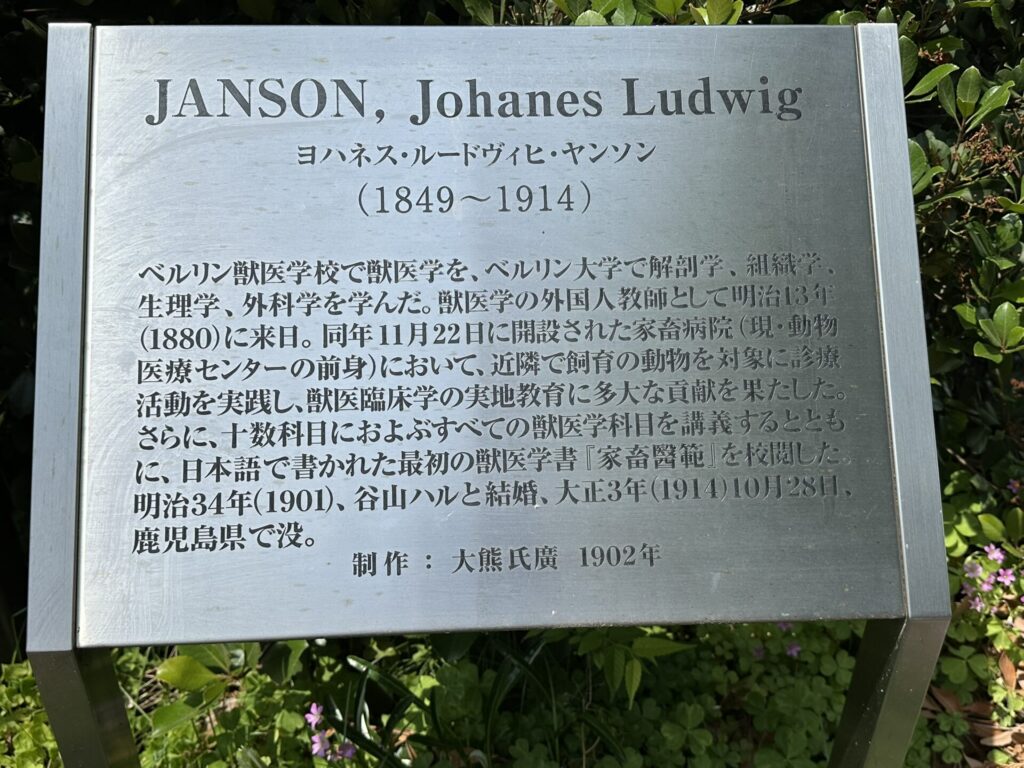 JANSON, Johanes Ludwig
ヨハネス・ルードヴィヒ・ヤンソン
(1849～1914)
ベルリン獣医学校で獣医学を、ベルリン大学で解剖学、組織学、
生理学、外科学を学んだ。獣医学の外国人教師として明治13年
(1880)に来日。同年11月22日に開設された家畜病院(現・動物
医療センターの前身)において、近隣で飼育の動物を対象に診療
活動を実践し、獣医臨床学の実地教育に多大な貢献を果たした。
さらに、十数科目におよぶすべての獣医学科目を講義するととも
に、日本語で書かれた最初の獣医学書『家畜醫範』を校閲した。
明治34年(1901)、谷山ハルと結婚、大正3年(1914)10月28日、
鹿児島県で没。
制作：大熊氏廣 1902年